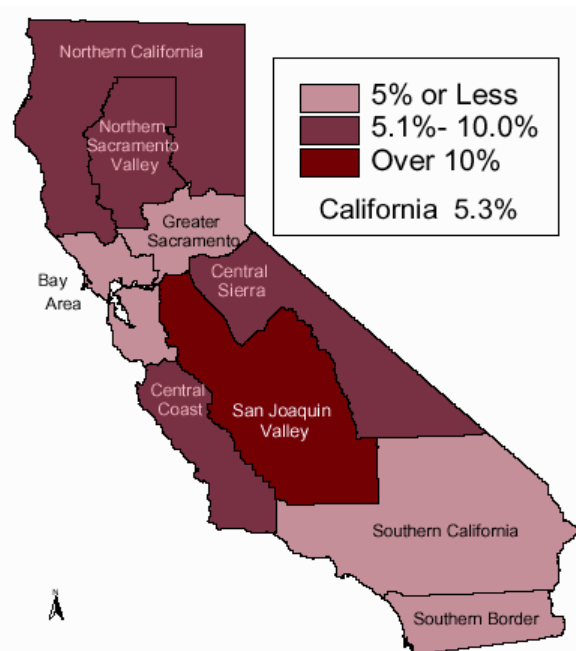 Northern California
5% or Less
5.1%- 10.0%
Over 10%
California 5.3%
Northern
Sacramento
Valley
Greater
Sacramento
Bay
Area
Central
Sierra
Central
Coast
San Joaquin
Valley
Southern California
Southern Border
N